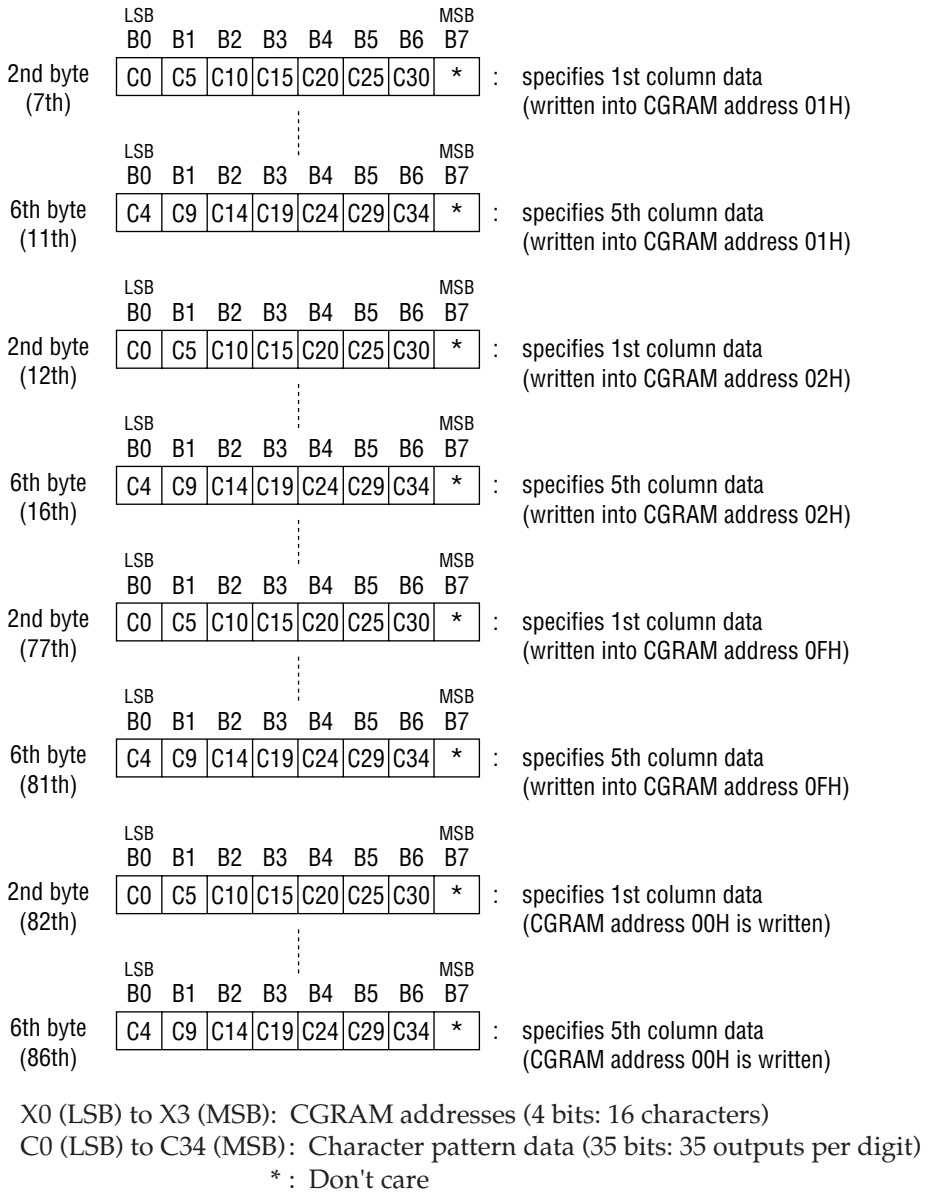 LSB MSB
B0 B1 B2 B3 B4 B5 B6 B7
2nd byte C0 C5 C10 C15 C20 C25 C30 * : specifies 1st column data
(7th) (written into CGRAM address 01H)
LSB MSB
B0 B1 B2 B3 B4 B5 B6 B7
6th byte C4 C9 C14 C19 C24 C29 C34 * : specifies 5th column data
(11th) (written into CGRAM address 01H)
LSB MSB
B0 B1 B2 B3 B4 B5 B6 B7
2nd byte C0 C5 C10 C15 C20 C25 C30 * : specifies 1st column data
(12th) (written into CGRAM address 02H)
LSB MSB
B0 B1 B2 B3 B4 B5 B6 B7
6th byte C4 C9 C14 C19 C24 C29 C34 * : specifies 5th column data
(16th) (written into CGRAM address 02H)
LSB MSB
B0 B1 B2 B3 B4 B5 B6 B7
2nd byte C0 C5 C10 C15 C20 C25 C30 * : specifies 1st column data
(77th) (written into CGRAM address 0FH)
LSB MSB
B0 B1 B2 B3 B4 B5 B6 B7
6th byte C4 C9 C14 C19 C24 C29 C34 * : specifies 5th column data
(81th) (written into CGRAM address 0FH)
LSB MSB
B0 B1 B2 B3 B4 B5 B6 B7
2nd byte C0 C5 C10 C15 C20 C25 C30 * : specifies 1st column data
(82th) (CGRAM address 00H is written)
LSB MSB
B0 B1 B2 B3 B4 B5 B6 B7
6th byte C4 C9 C14 C19 C24 C29 C34 * : specifies 5th column data
(86th) (CGRAM address 00H is written)
X0 (LSB) to X3 (MSB): CGRAM addresses (4 bits: 16 characters)
C0 (LSB) to C34 (MSB): Character pattern data (35 bits: 35 outputs per digit)
* : Don't care